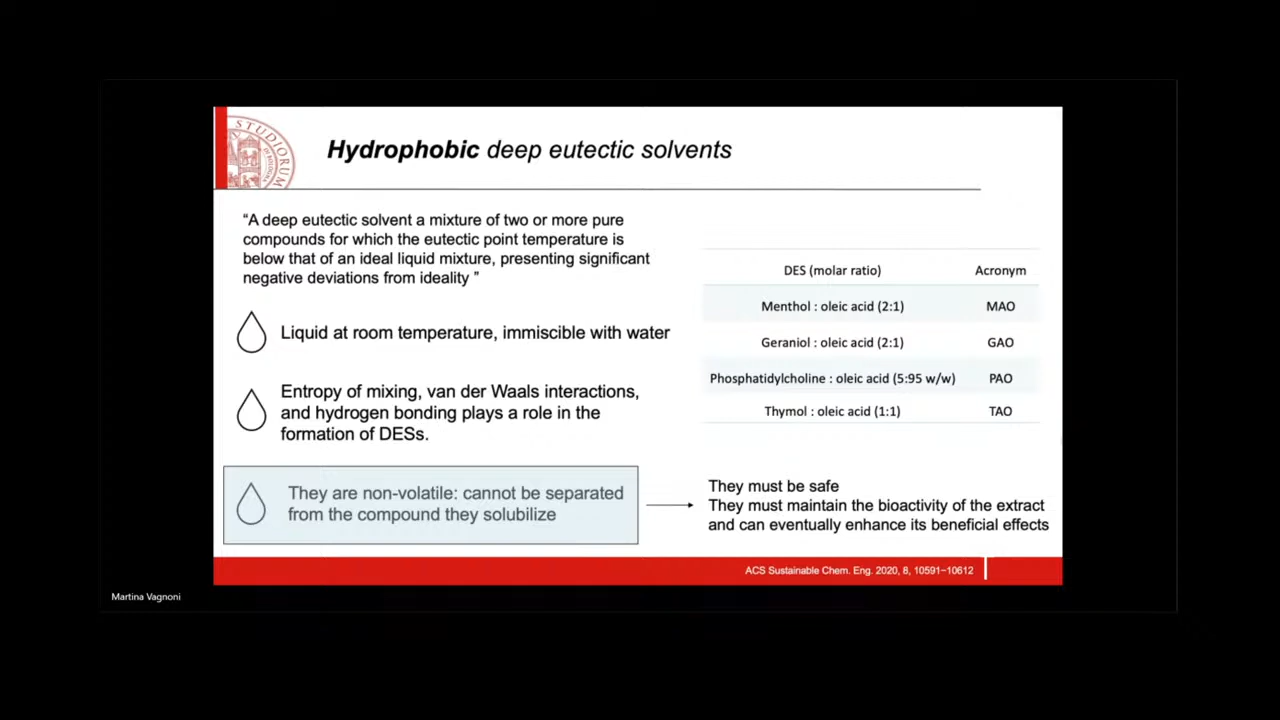 STUDIORUM
Hydrophobic deep eutectic solvents
“A deep eutectic solvent a mixture of two or more pure
compounds for which the eutectic point temperature is
below that of an ideal liquid mixture, presenting significant
negative deviations from ideality ”
Liquid at room temperature, immiscible with water
Entropy of mixing, van der Waals interactions,
and hydrogen bonding plays a role in the
formation of DESs.
They are non-volatile: cannot be separated
from the compound they solubilize
DES (molar ratio) Acronym
Menthol : oleic acid (2:1) MAO
Geraniol : oleic acid (2:1) GAO
Phosphatidylcholine : oleic acid (5:95 w/w) PAO
Thymol : oleic acid (1:1) TAO
They must be safe
They must maintain the bioactivity of the extract
and can eventually enhance its beneficial effects
ACS Sustainable Chem. Eng. 2020, 8, 10591−10612
Martina Vagnoni